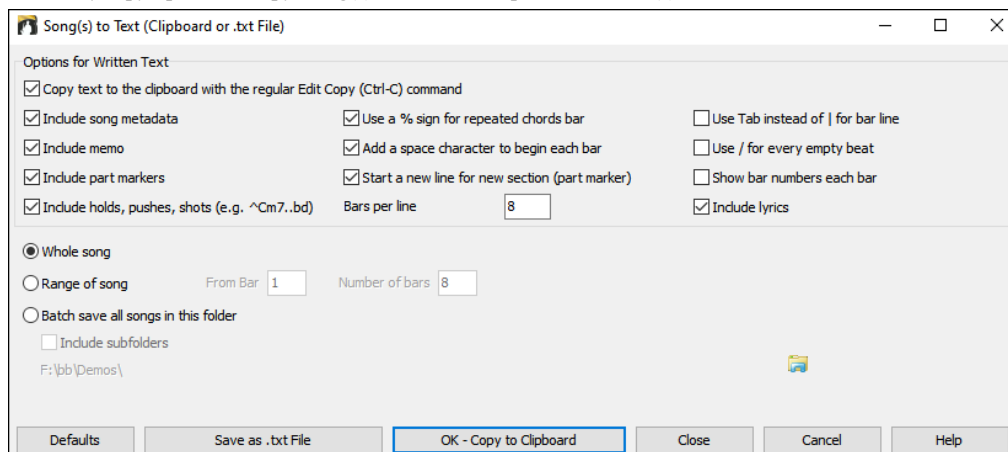 Song(s) to Text (Clipboard or .txt File)
Options for Written Text
Copy text to the clipboard with the regular Edit Copy (Ctrl-C) command
Include song metadata Use a % sign for repeated chords bar Use Tab instead of | for bar line
Include memo Add a space character to begin each bar Use / for every empty beat
Include part markers Start a new line for new section (part marker) Show bar numbers each bar
Include holds, pushes, shots (e.g. ^Cm7..bd) Bars per line 8 Include lyrics
Whole song
Range of song From Bar 1 Number of bars 8
Batch save all songs in this folder
Include subfolders
F:\bb\Demos\
Defaults Save as .txt File OK - Copy to Clipboard Close Cancel Help